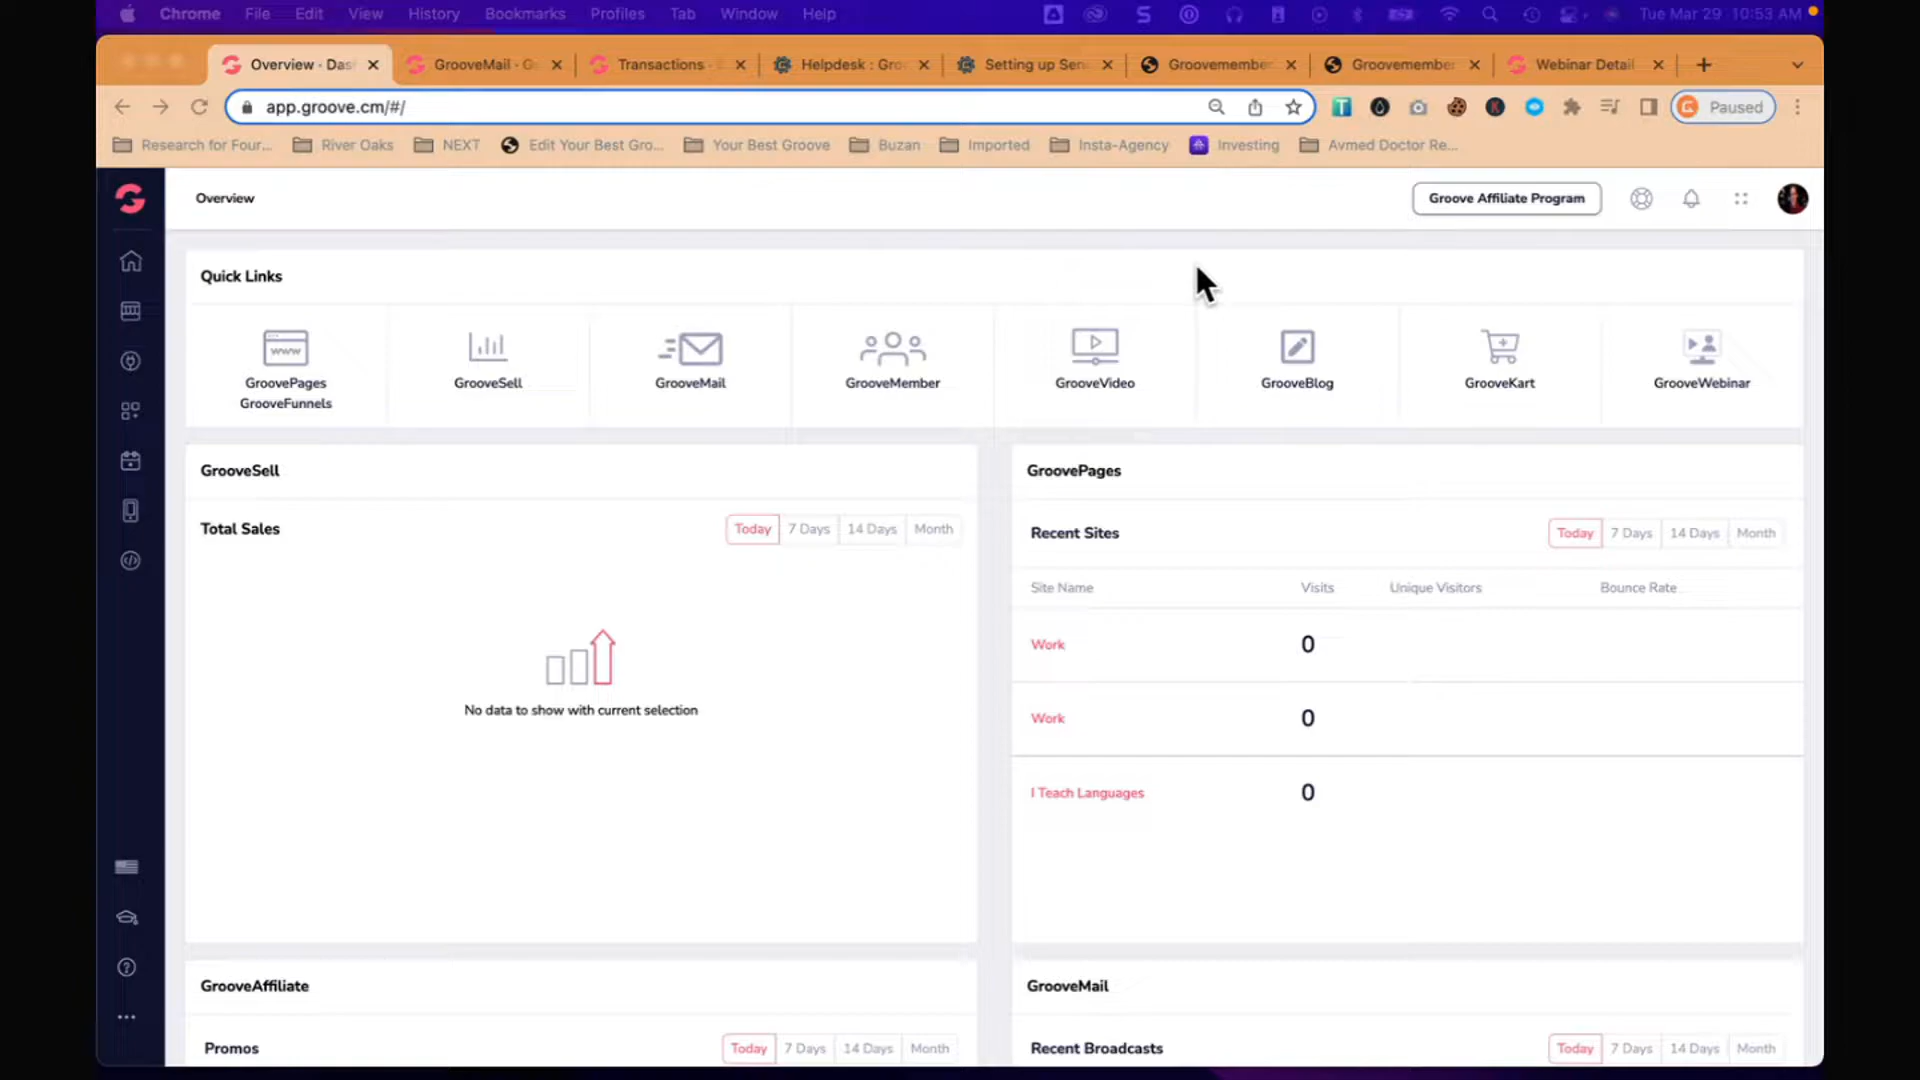 Chrome File Edit View History Bookmarks Profiles Tab Window Help Tue Mar 29 10:53 AM
Overview - Das GrooveMail - G Transactions - Helpdesk : Gro Setting up Sen Groovemembe Groovemembe Webinar Detail
app.groove.cm/#/ Paused
Research for Four... River Oaks NEXT Edit Your Best Gro... Your Best Groove Buzan Imported Insta-Agency Investing Avmed Doctor Re...
Overview Groove Affiliate Program
Quick Links
www
GroovePages GrooveSell GrooveMail GrooveMember GrooveVideo GrooveBlog GrooveKart GrooveWebinar
GrooveFunnels
GrooveSell GroovePages
Total Sales Today 7 Days 14 Days Month
Recent Sites Today 7 Days 14 Days Month
Site Name Visits Unique Visitors Bounce Rate
Work 0
No data to show with current selection
Work 0
I Teach Languages 0
GrooveAffiliate GrooveMail
Promos Today 7 Days 14 Days Month
Recent Broadcasts Today 7 Days 14 Days Month